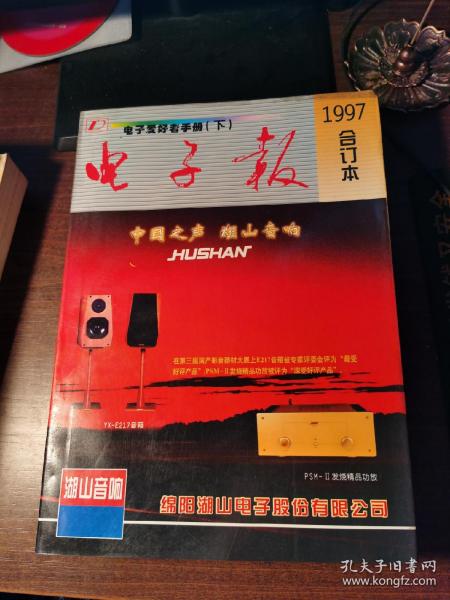 电子爱好者手册(下)
1997
合订本
电子报
中国之声 湖山音响
HUSHAN
在第三届国产影音器材大展上E217音箱被专家评委会评为“最受
好评产品”;PSM-Ⅱ发烧精品功放被评为“深受好评产品”
YX-E217音箱
PSM-Ⅱ发烧精品功放
湖山音响
绵阳湖山电子股份有限公司
孔夫子旧书网
www.kongfz.com